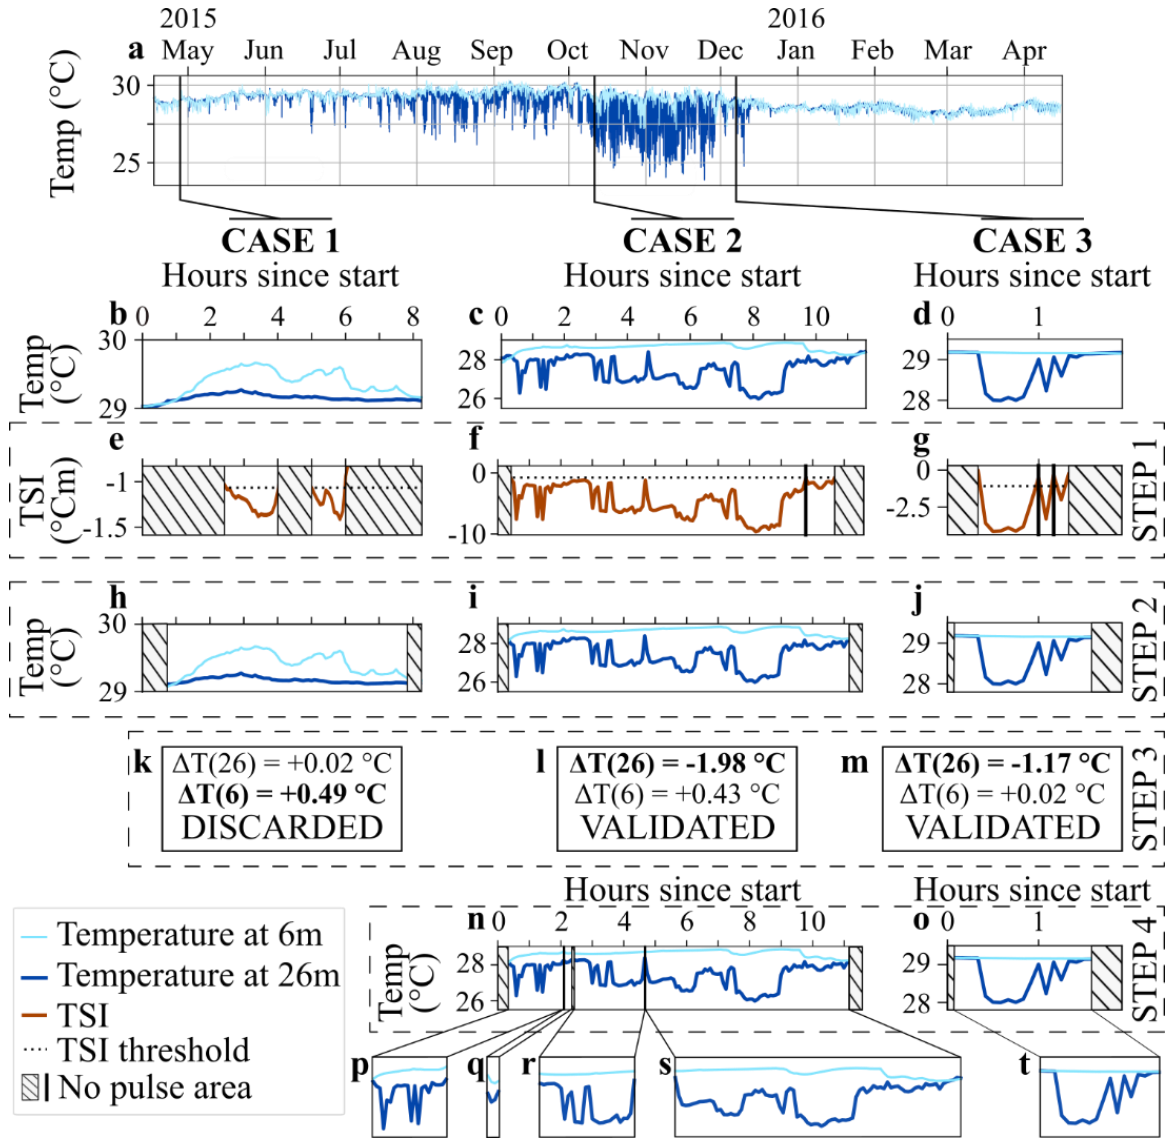 2015 2016
a May Jun Jul Aug Sep Oct Nov Dec Jan Feb Mar Apr
Temp (°C)
30
25
CASE 1 CASE 2 CASE 3
Hours since start Hours since start Hours since start
b 0 2 4 6 8 c 0 2 4 6 8 10 d 0 1
Temp (°C)
30
29
28
26
29
28
e f g
TSI (°Cm)
-1
-1.5
0
-10
0
-2.5
STEP 1
h i j
Temp (°C)
30
29
28
26
29
28
STEP 2
k ΔT(26) = +0.02 °C
ΔT(6) = +0.49 °C
DISCARDED
l ΔT(26) = -1.98 °C
ΔT(6) = +0.43 °C
VALIDATED
m ΔT(26) = -1.17 °C
ΔT(6) = +0.02 °C
VALIDATED
STEP 3
Hours since start Hours since start
n 0 2 4 6 8 10 o 0 1
Temp (°C)
28
26
29
28
STEP 4
p q r s t
Temperature at 6m
Temperature at 26m
TSI
TSI threshold
No pulse area